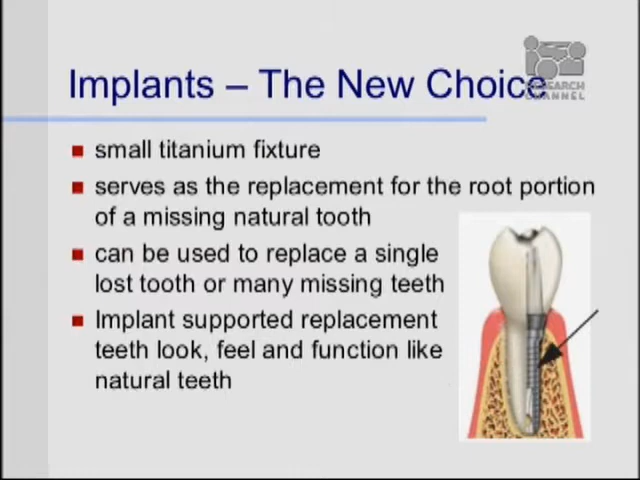 Implants – The New Choice
RESEARCH
CHANNEL
small titanium fixture
serves as the replacement for the root portion
of a missing natural tooth
can be used to replace a single
lost tooth or many missing teeth
Implant supported replacement
teeth look, feel and function like
natural teeth